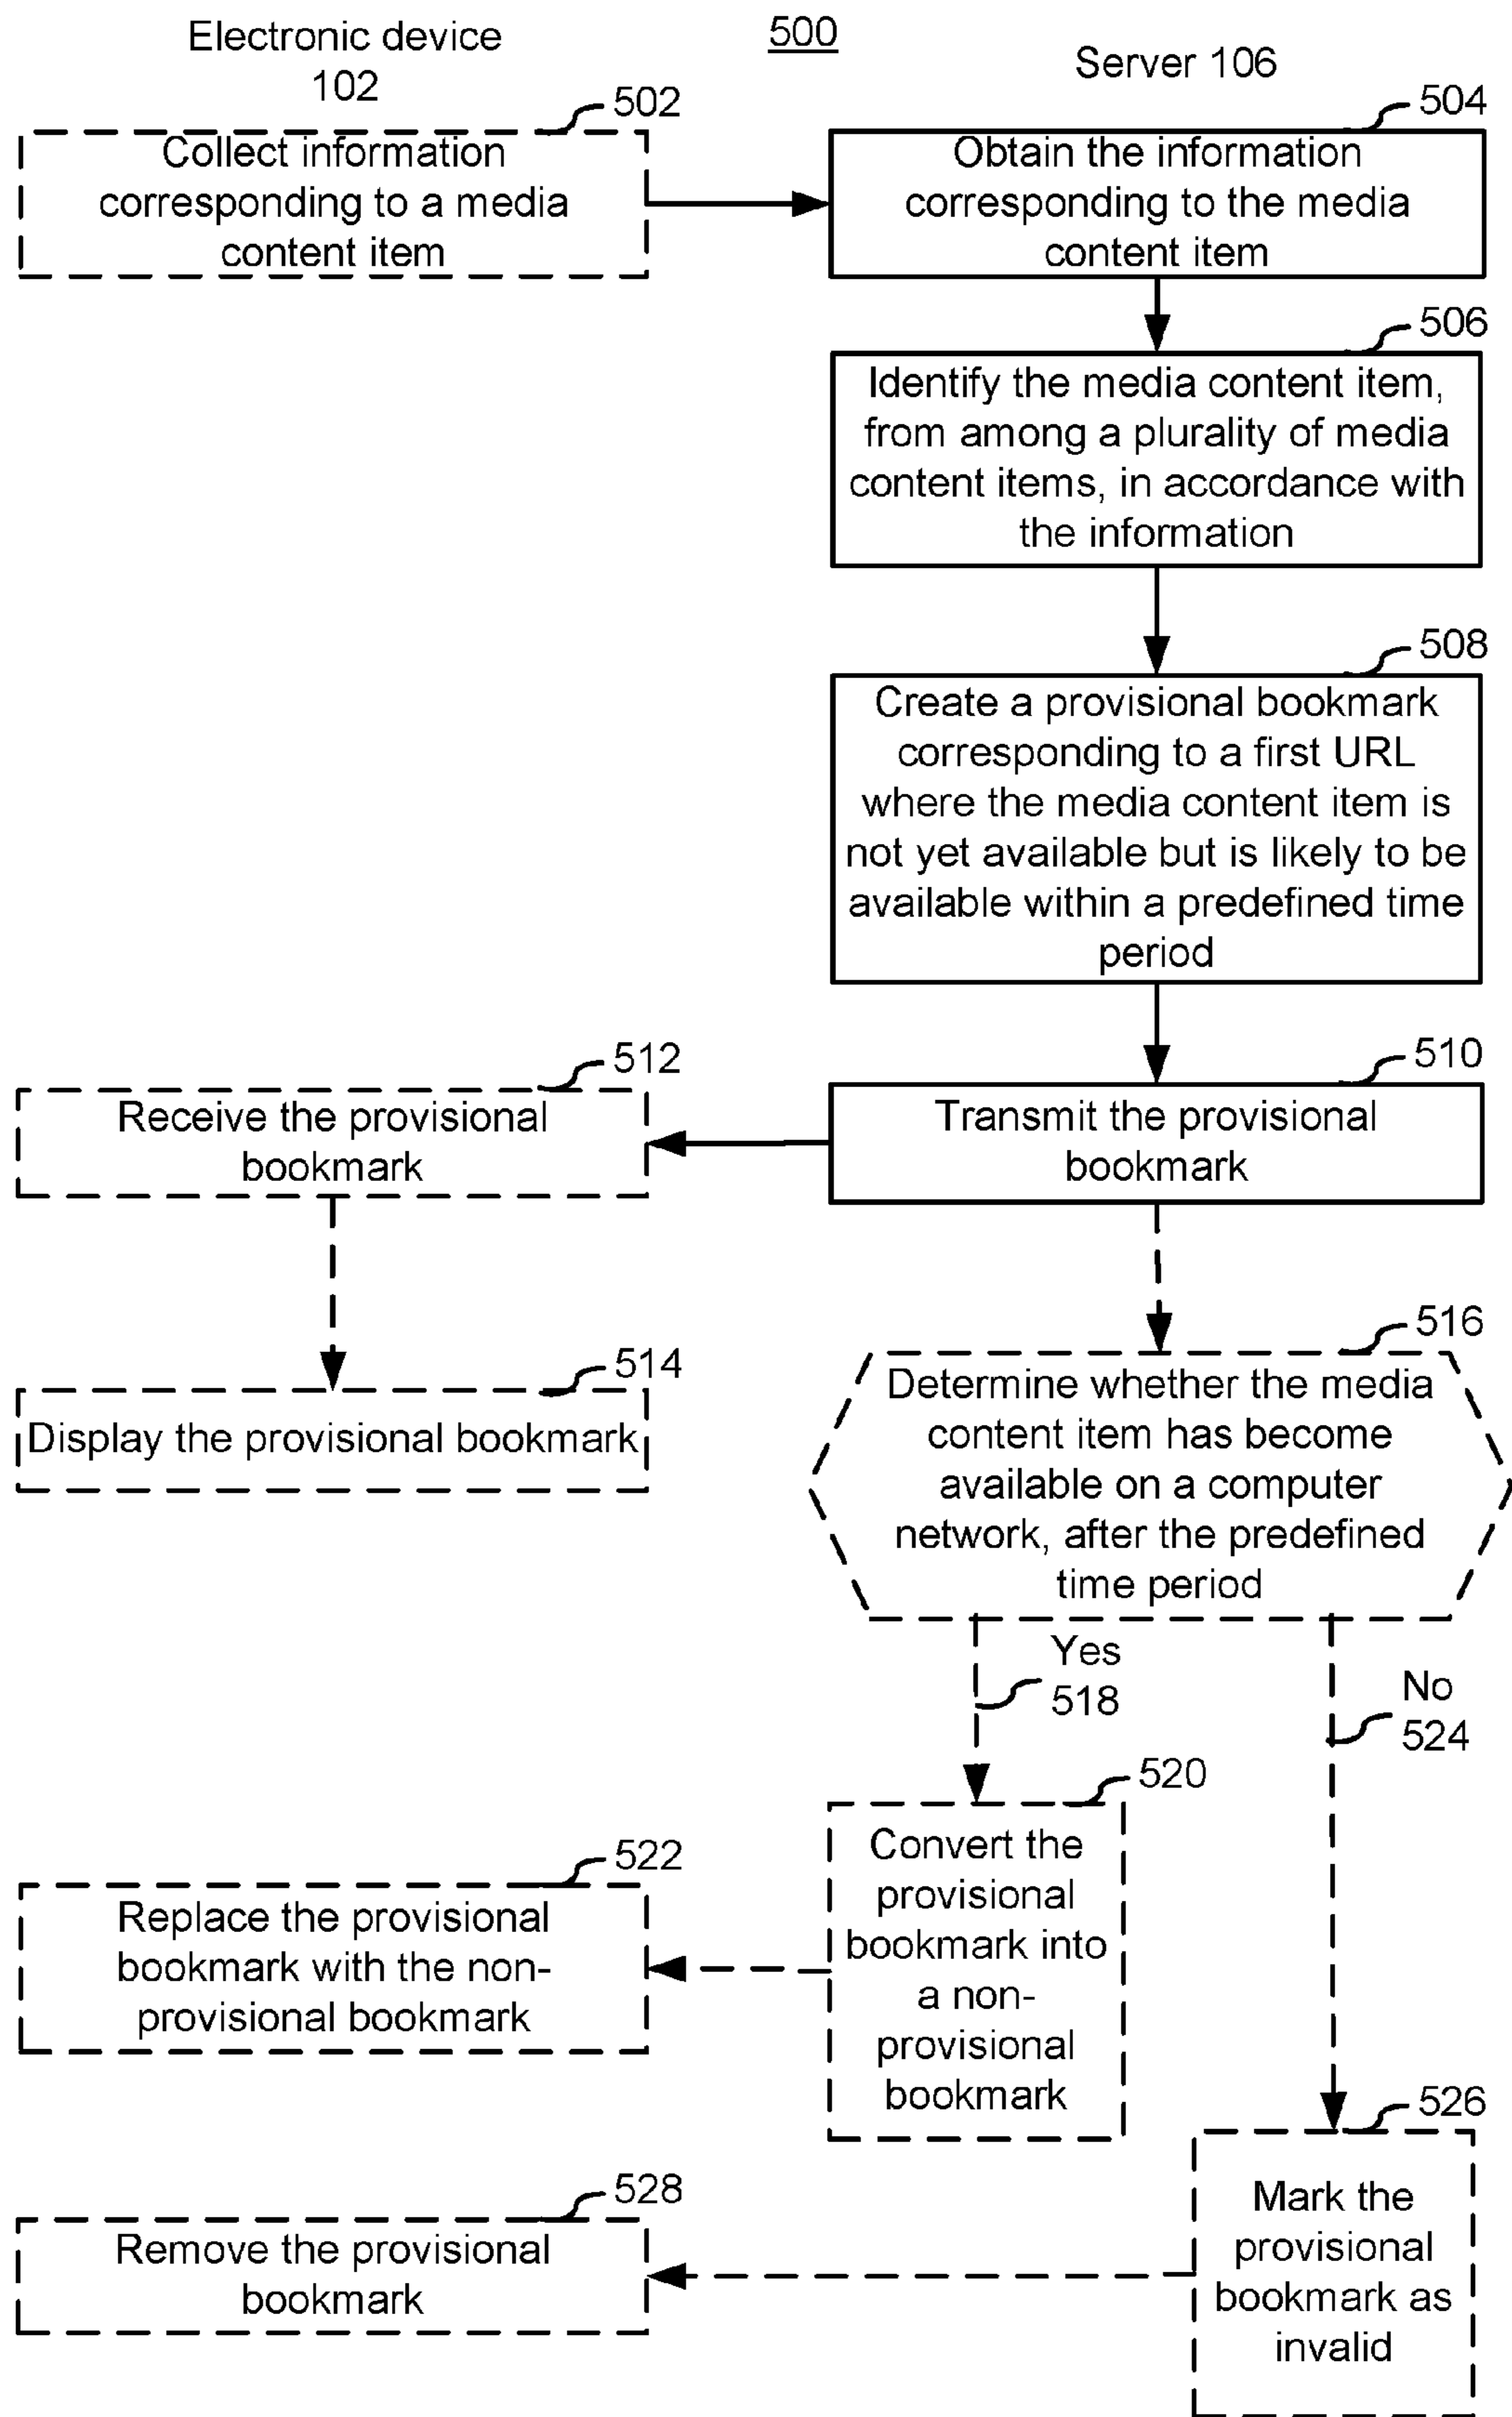 500
Electronic device
102
Server 106
502
Collect information
corresponding to a media
content item
504
Obtain the information
corresponding to the media
content item
506
Identify the media content item,
from among a plurality of media
content items, in accordance with
the information
508
Create a provisional bookmark
corresponding to a first URL
where the media content item is
not yet available but is likely to be
available within a predefined time
period
510
Transmit the provisional
bookmark
512
Receive the provisional
bookmark
514
Display the provisional bookmark
516
Determine whether the media
content item has become
available on a computer
network, after the predefined
time period
Yes
518
No
524
520
Convert the
provisional
bookmark into
a non-
provisional
bookmark
522
Replace the provisional
bookmark with the non-
provisional bookmark
526
Mark the
provisional
bookmark as
invalid
528
Remove the provisional
bookmark